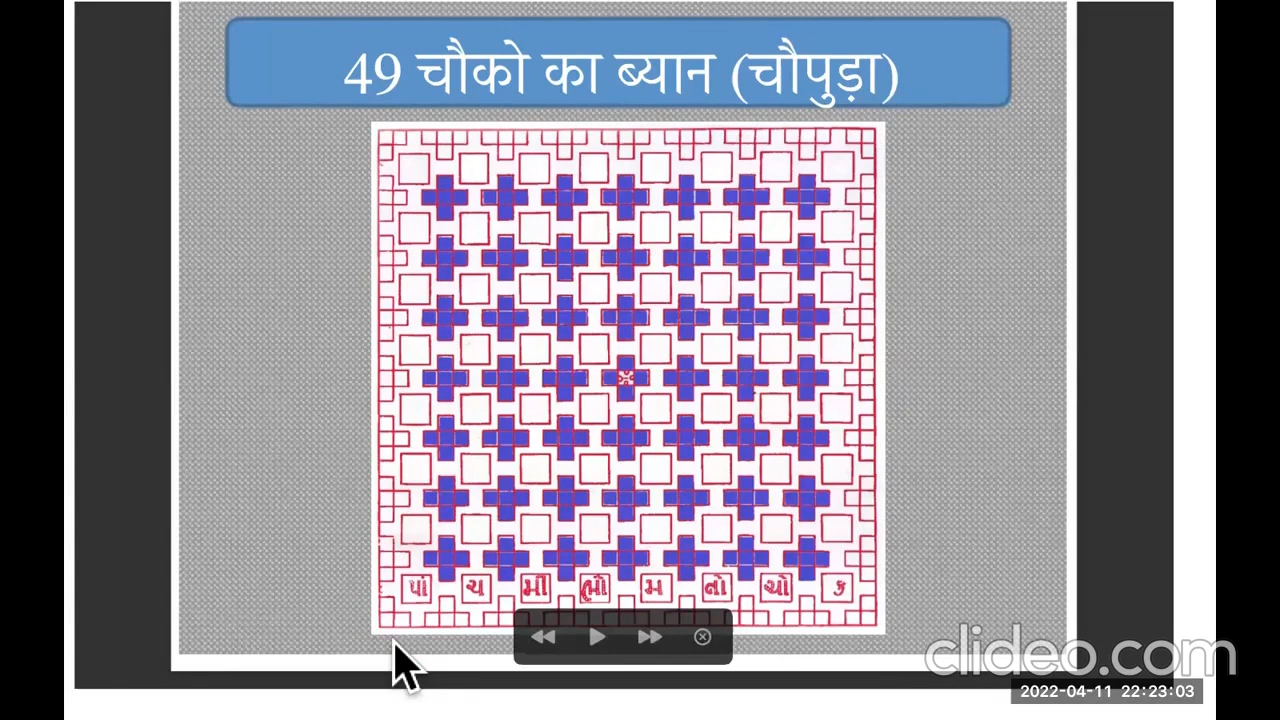 49 चौको का ब्यान (चौपुड़ा)
પાં ચ મી ભ્રો મ નો ચો ક
clideo.com
2022-04-11 22:23:03